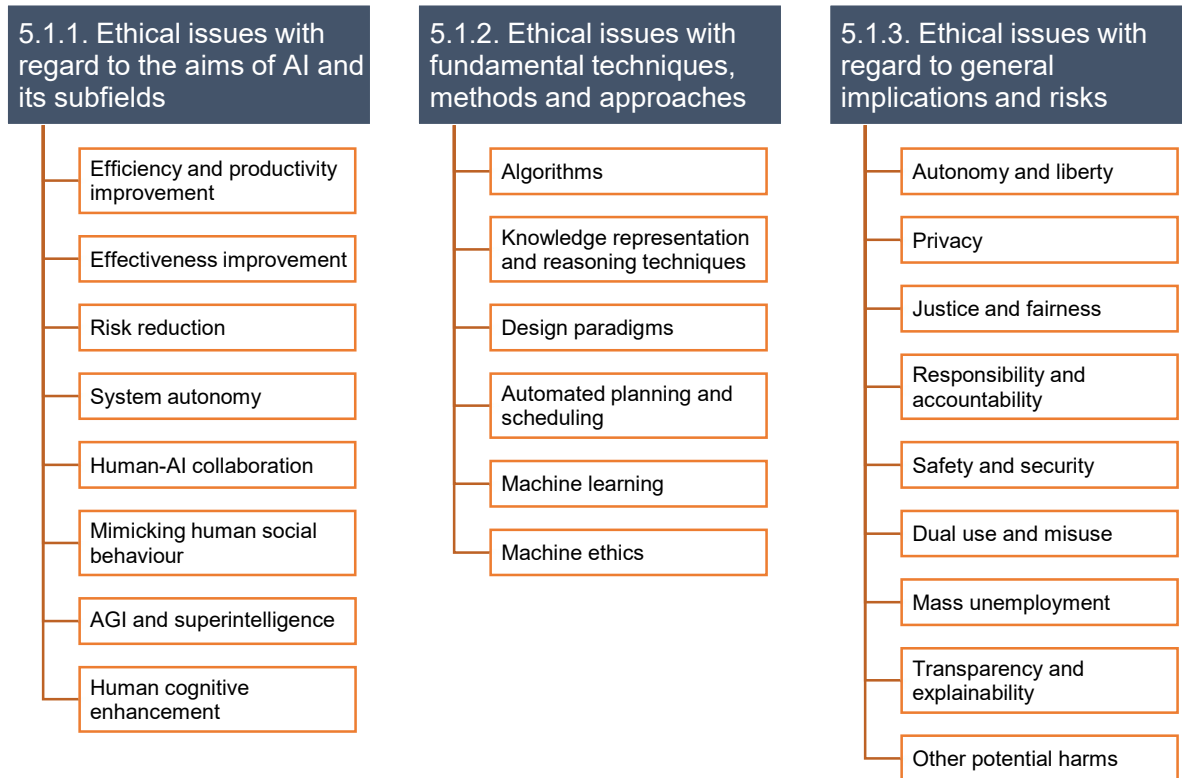 5.1.1. Ethical issues with
regard to the aims of AI and
its subfields
Efficiency and productivity
improvement
Effectiveness improvement
Risk reduction
System autonomy
Human-AI collaboration
Mimicking human social
behaviour
AGI and superintelligence
Human cognitive
enhancement
5.1.2. Ethical issues with
fundamental techniques,
methods and approaches
Algorithms
Knowledge representation
and reasoning techniques
Design paradigms
Automated planning and
scheduling
Machine learning
Machine ethics
5.1.3. Ethical issues with
regard to general
implications and risks
Autonomy and liberty
Privacy
Justice and fairness
Responsibility and
accountability
Safety and security
Dual use and misuse
Mass unemployment
Transparency and
explainability
Other potential harms